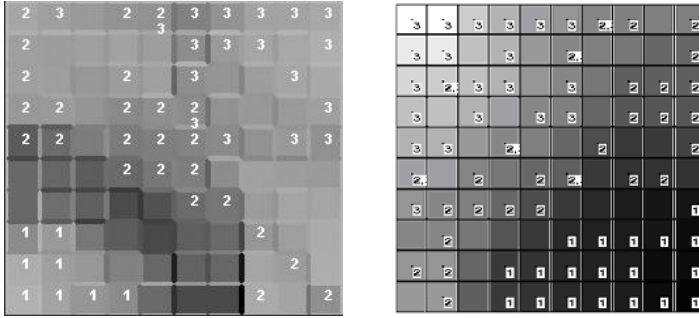 2 3 2 2 3 3 3 3 3
3
2 3 3 3 3
2 2 3 3
2 2 2 2 2 3
3
2 2 2 2 2 3 3 3
2 2 2
2 2
1 1 2
1 1 2
1 1 1 1 2 2
3 3 3 3 3 3 2, 2 2
3 3 3 2, 2
3 2, 3 3 3 2 2 2
3 3 3 3 3 2 2 2
3 3 2, 2 2
2, 2 2 2, 2 2
3 2 2 2 2 1
2 1 1 1 1 1
2 2 1 1 1 1 1 1 1
2 1 1 1 1 1 1 1